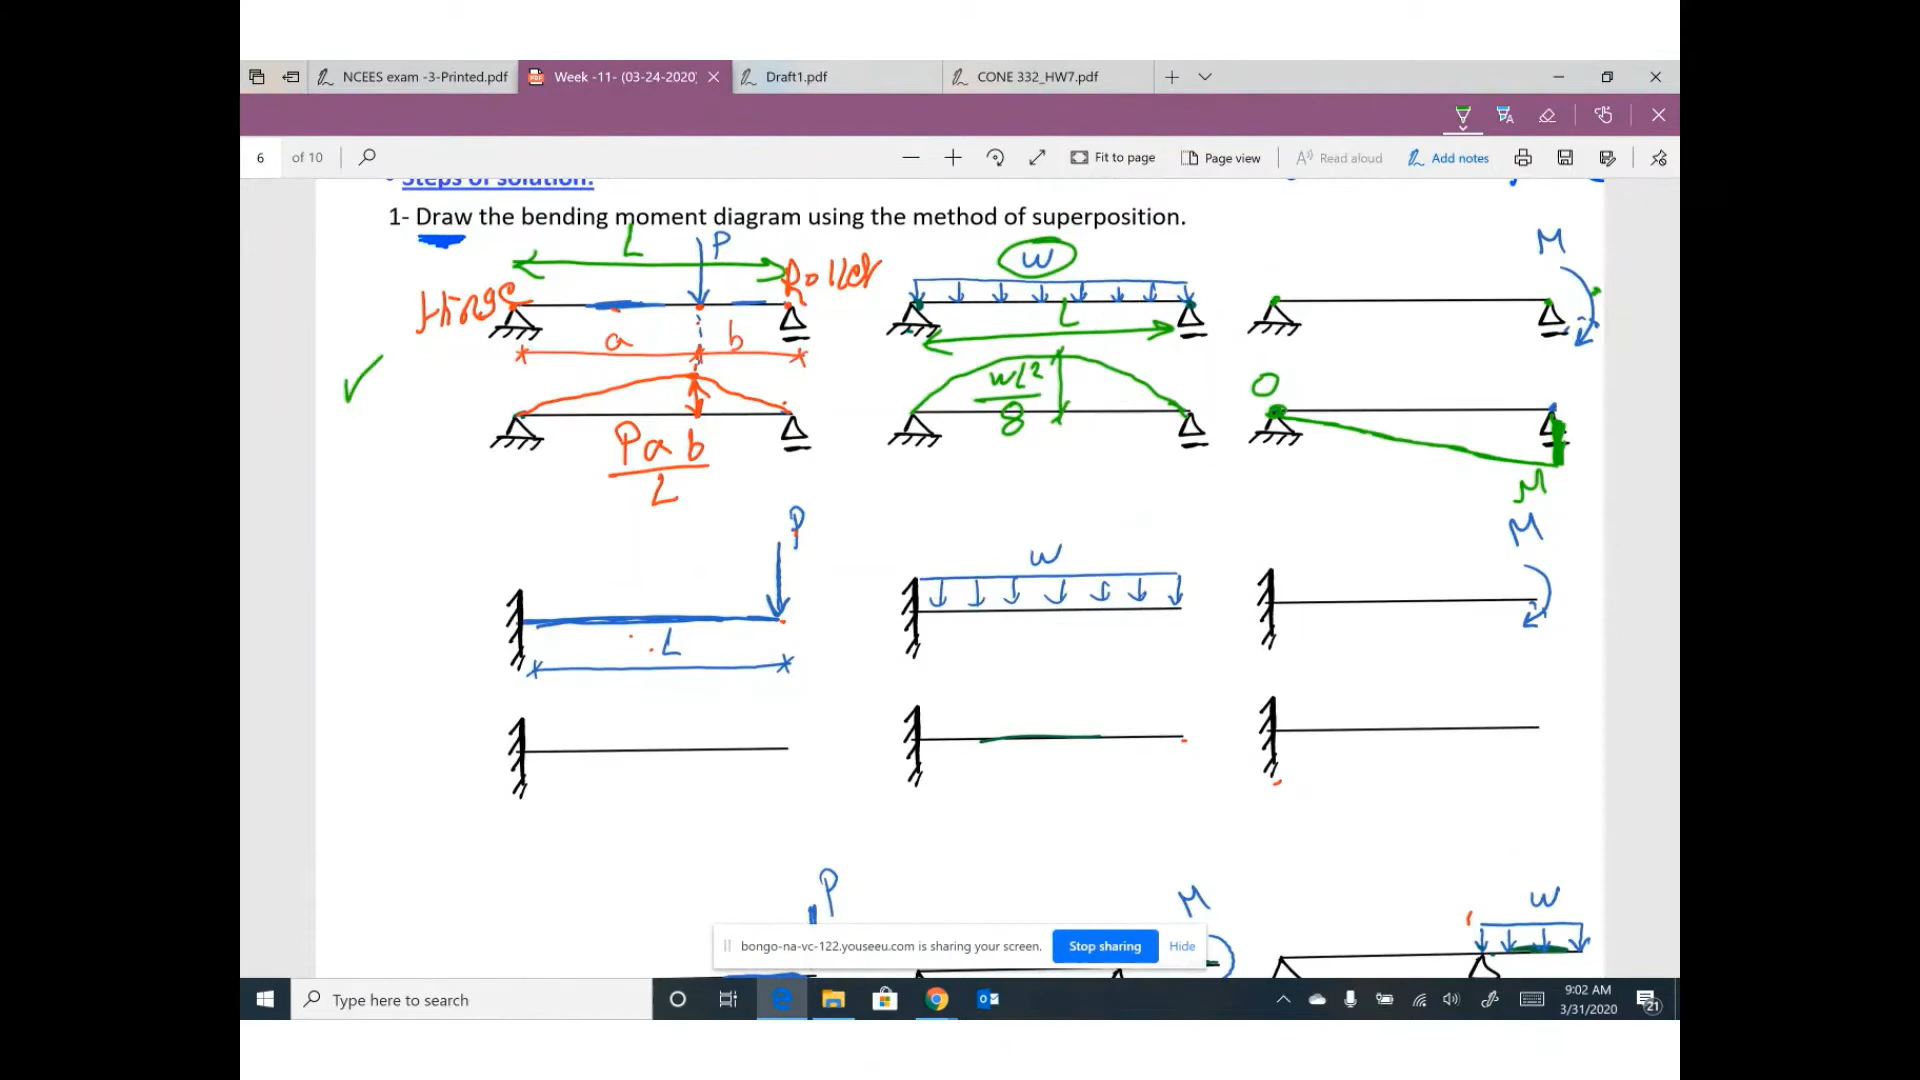 NCEES exam -3-Printed.pdf
Week -11- (03-24-2020)
Draft1.pdf
CONE 332_HW7.pdf
6 of 10
Fit to page
Page view
Read aloud
Add notes
Steps of solution:
1- Draw the bending moment diagram using the method of superposition.
L
P
Roller
Hinge
a
b
W
L
M
Pab
L
WL²
8
O
M
P
L
W
M
P
M
W
bongo-na-vc-122.youseeu.com is sharing your screen.
Stop sharing
Hide
Type here to search
9:02 AM
3/31/2020
21